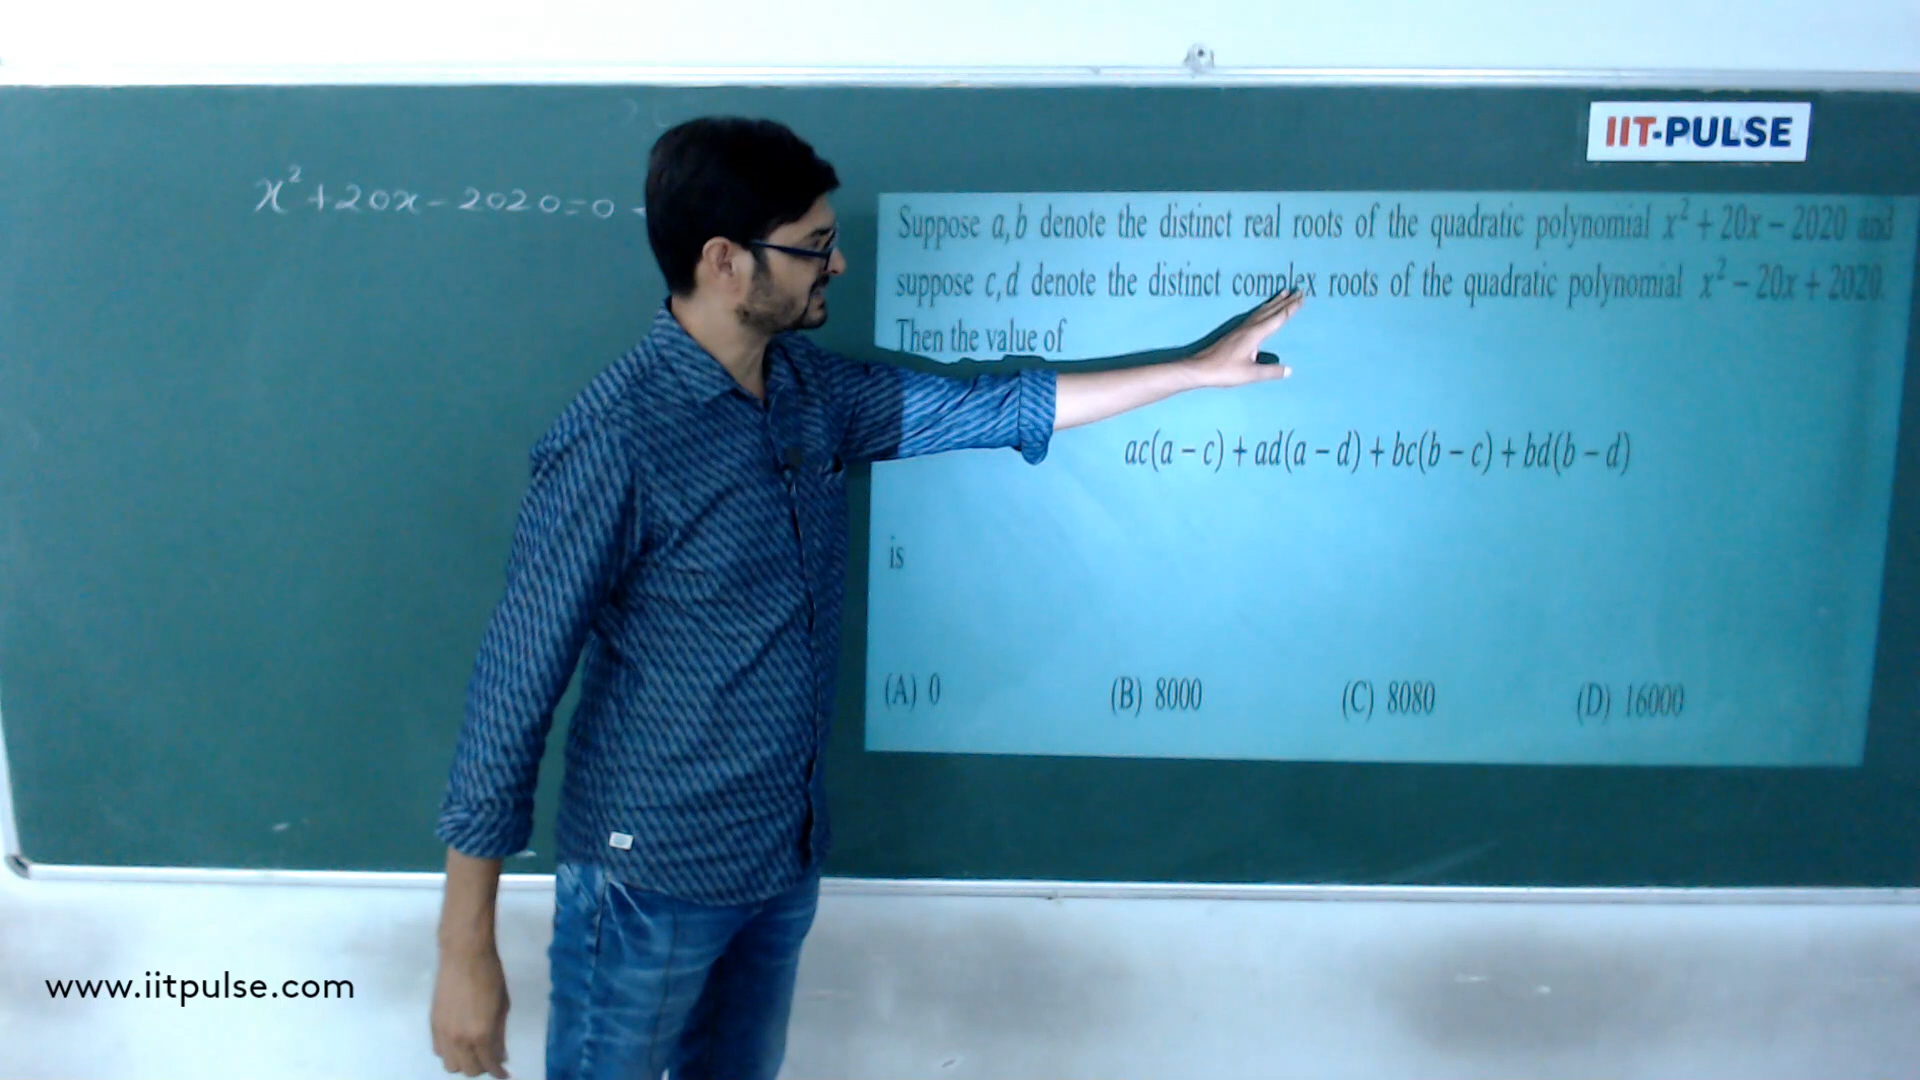 IIT-PULSE
x² + 20x - 2020 = 0
Suppose a, b denote the distinct real roots of the quadratic polynomial x² + 20x − 2020 and
suppose c, d denote the distinct complex roots of the quadratic polynomial x² − 20x + 2020.
Then the value of
ac(a − c) + ad(a − d) + bc(b − c) + bd(b − d)
is
(A) 0 (B) 8000 (C) 8080 (D) 16000
www.iitpulse.com